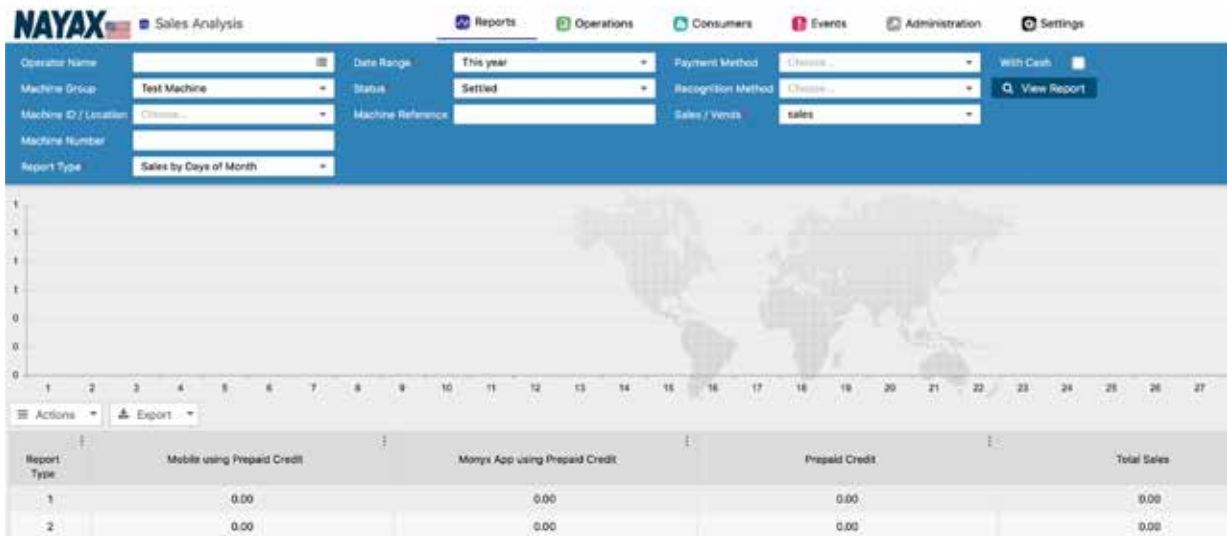 NAYAX Sales Analysis Reports Operations Consumers Events Administration Settings
Operator Name Date Range This year Payment Method Choose... With Cash
Machine Group Test Machine Status Settled Recognition Method Choose... View Report
Machine ID / Location Choose... Machine Reference Sales / Vends sales
Machine Number
Report Type Sales by Days of Month
1
1
1
1
0
0
0
1 2 3 4 5 6 7 8 9 10 11 12 13 14 15 16 17 18 19 20 21 22 23 24 25 26 27
Actions Export
Report Type Mobile using Prepaid Credit Monyx App using Prepaid Credit Prepaid Credit Total Sales
1 0.00 0.00 0.00 0.00
2 0.00 0.00 0.00 0.00